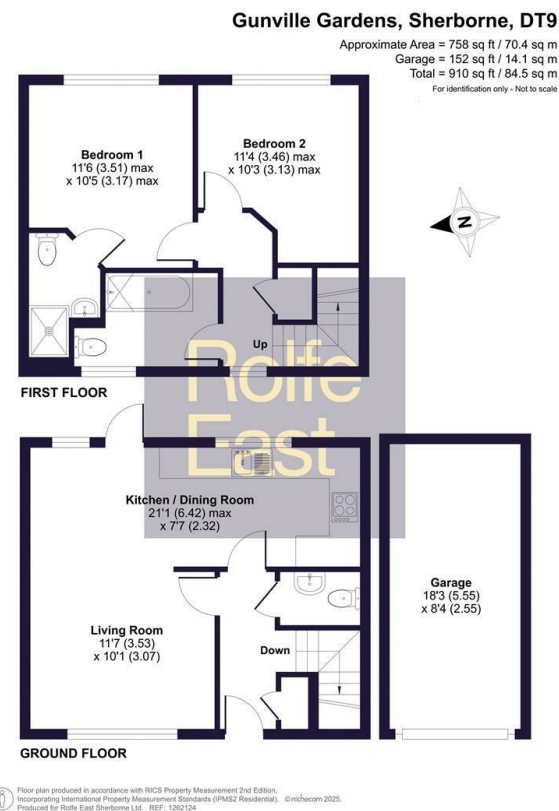 Gunville Gardens, Sherborne, DT9
Approximate Area = 758 sq ft / 70.4 sq m
Garage = 152 sq ft / 14.1 sq m
Total = 910 sq ft / 84.5 sq m
For identification only - Not to scale
Bedroom 1
11'6 (3.51) max
x 10'5 (3.17) max
Bedroom 2
11'4 (3.46) max
x 10'3 (3.13) max
N
Up
FIRST FLOOR
Rolfe
East
Kitchen / Dining Room
21'1 (6.42) max
x 7'7 (2.32)
Living Room
11'7 (3.53)
x 10'1 (3.07)
Down
Garage
18'3 (5.55)
x 8'4 (2.55)
GROUND FLOOR
Floor plan produced in accordance with RICS Property Measurement 2nd Edition,
Incorporating International Property Measurement Standards (IPMS2 Residential). ©nichecom 2025.
Produced for Rolfe East Sherborne Ltd. REF: 1262124